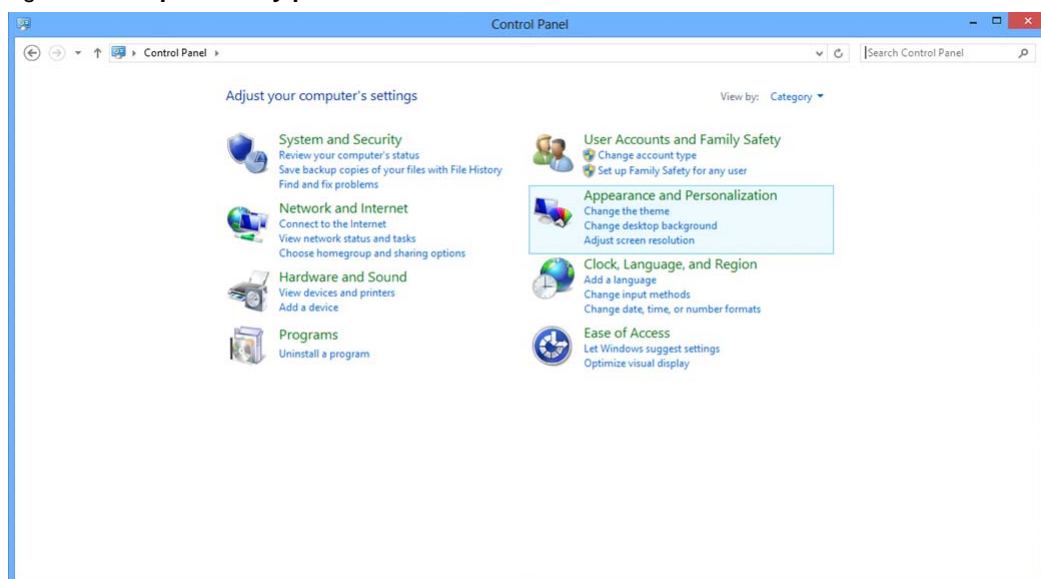 Control Panel
Control Panel
Search Control Panel
Adjust your computer's settings
View by: Category
System and Security
Review your computer's status
Save backup copies of your files with File History
Find and fix problems
Network and Internet
Connect to the Internet
View network status and tasks
Choose homegroup and sharing options
Hardware and Sound
View devices and printers
Add a device
Programs
Uninstall a program
User Accounts and Family Safety
Change account type
Set up Family Safety for any user
Appearance and Personalization
Change the theme
Change desktop background
Adjust screen resolution
Clock, Language, and Region
Add a language
Change input methods
Change date, time, or number formats
Ease of Access
Let Windows suggest settings
Optimize visual display